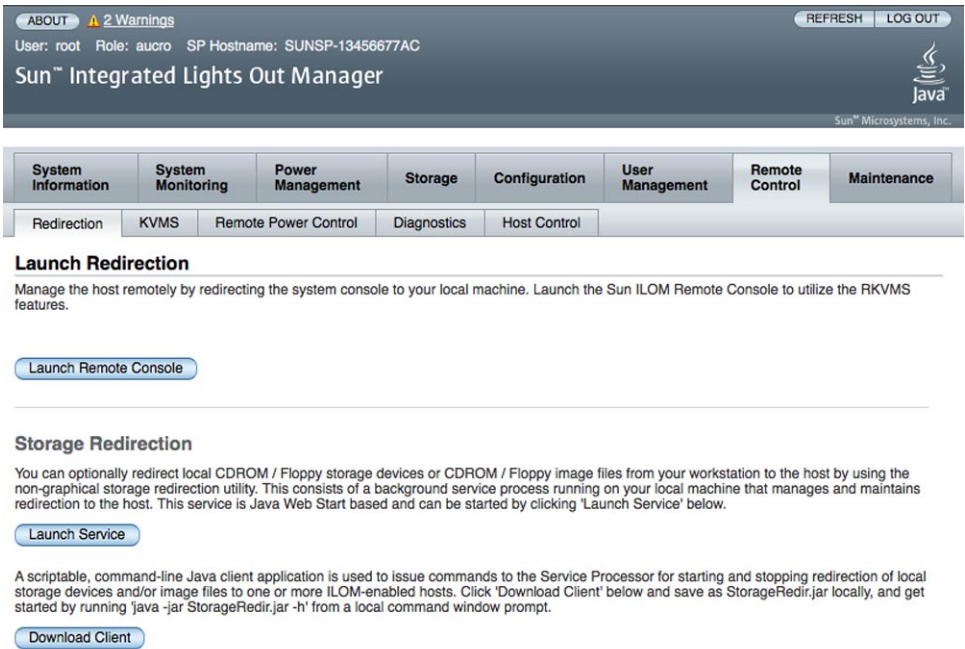 ABOUT 2 Warnings REFRESH LOG OUT
User: root Role: aucro SP Hostname: SUNSP-13456677AC
Sun™ Integrated Lights Out Manager
Java™
Sun™ Microsystems, Inc.
System Information System Monitoring Power Management Storage Configuration User Management Remote Control Maintenance
Redirection KVMS Remote Power Control Diagnostics Host Control
Launch Redirection
Manage the host remotely by redirecting the system console to your local machine. Launch the Sun ILOM Remote Console to utilize the RKVMS
features.
Launch Remote Console
Storage Redirection
You can optionally redirect local CDROM / Floppy storage devices or CDROM / Floppy image files from your workstation to the host by using the
non-graphical storage redirection utility. This consists of a background service process running on your local machine that manages and maintains
redirection to the host. This service is Java Web Start based and can be started by clicking 'Launch Service' below.
Launch Service
A scriptable, command-line Java client application is used to issue commands to the Service Processor for starting and stopping redirection of local
storage devices and/or image files to one or more ILOM-enabled hosts. Click 'Download Client' below and save as StorageRedir.jar locally, and get
started by running 'java -jar StorageRedir.jar -h' from a local command window prompt.
Download Client